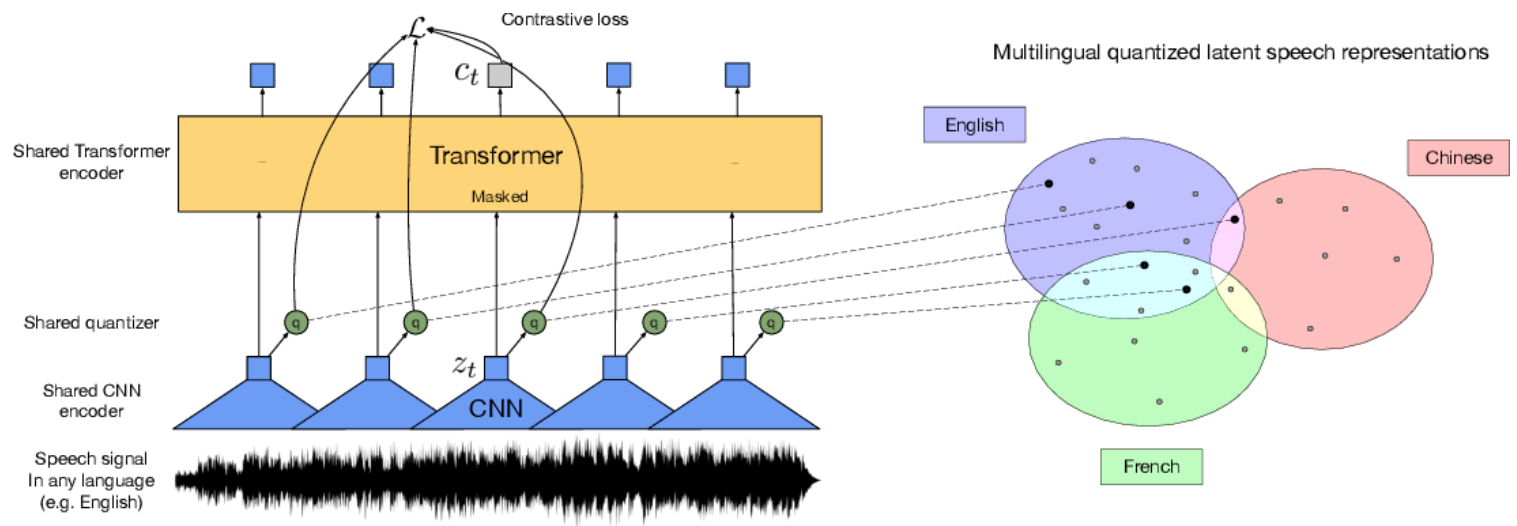 Contrastive loss
ℒ
c_t
Shared Transformer
encoder
...
Transformer
...
Masked
Shared quantizer
q
q
q
q
q
z_t
Shared CNN
encoder
CNN
Speech signal
In any language
(e.g. English)
Multilingual quantized latent speech representations
English
Chinese
French